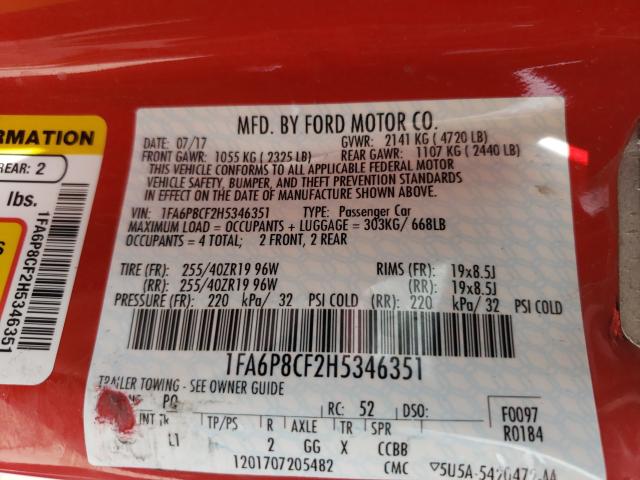 MFD. BY FORD MOTOR CO.
DATE: 07/17 GVWR: 2141 KG ( 4720 LB)
FRONT GAWR: 1055 KG ( 2325 LB) REAR GAWR: 1107 KG ( 2440 LB)
THIS VEHICLE CONFORMS TO ALL APPLICABLE FEDERAL MOTOR
VEHICLE SAFETY, BUMPER, AND THEFT PREVENTION STANDARDS
IN EFFECT ON THE DATE OF MANUFACTURE SHOWN ABOVE.
VIN: 1FA6P8CF2H5346351 TYPE: Passenger Car
MAXIMUM LOAD = OCCUPANTS + LUGGAGE = 303KG/ 668LB
OCCUPANTS = 4 TOTAL; 2 FRONT, 2 REAR
TIRE (FR): 255/40ZR19 96W RIMS (FR): 19x8.5J
(RR): 255/40ZR19 96W (RR): 19x8.5J
PRESSURE (FR): 220 kPa/ 32 PSI COLD (RR): 220 kPa/ 32 PSI COLD
1FA6P8CF2H5346351
TRAILER TOWING - SEE OWNER GUIDE
PQ RC: 52 DSO: F0097
INT TR TP/PS R AXLE TR SPR R0184
L1 2 GG X CCBB
1201707205482 CMC
ORMATION
REAR: 2
lbs.
1FA6P8CF2H5346351